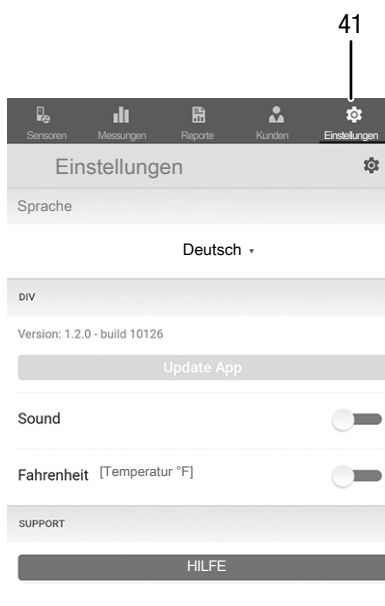 41
Sensoren Messungen Reporte Kunden Einstellungen
Einstellungen
Sprache
Deutsch
DIV
Version: 1.2.0 - build 10126
Update App
Sound
Fahrenheit [Temperatur °F]
SUPPORT
HILFE